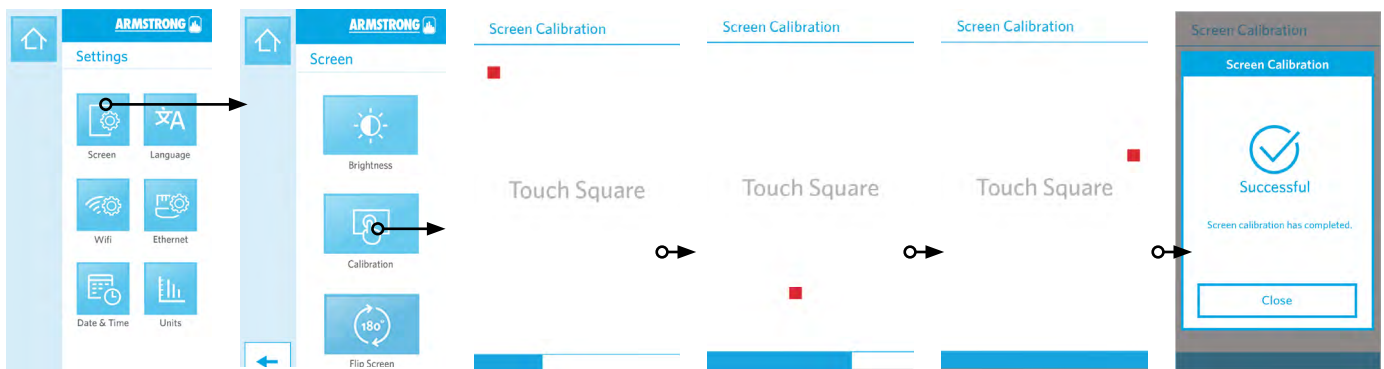 ARMSTRONG
Settings
文A
Screen
Language
Wifi
Ethernet
Date & Time
Units
ARMSTRONG
Screen
Brightness
Calibration
180°
Flip Screen
Screen Calibration
Touch Square
Screen Calibration
Touch Square
Screen Calibration
Touch Square
Screen Calibration
Screen Calibration
Successful
Screen calibration has completed.
Close